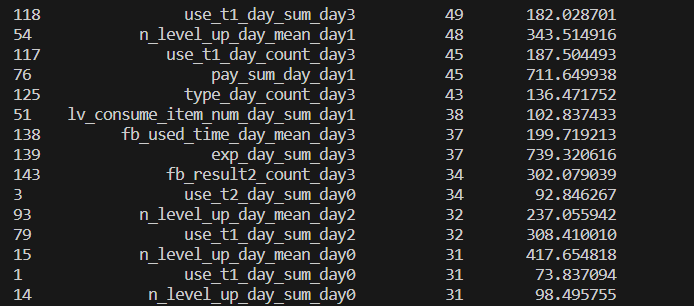 118 use_t1_day_sum_day3 49 182.028701
54 n_level_up_day_mean_day1 48 343.514916
117 use_t1_day_count_day3 45 187.504493
76 pay_sum_day_day1 45 711.649938
125 type_day_count_day3 43 136.471752
51 lv_consume_item_num_day_sum_day1 38 102.837433
138 fb_used_time_day_mean_day3 37 199.719213
139 exp_day_sum_day3 37 739.320616
143 fb_result2_count_day3 34 302.079039
3 use_t2_day_sum_day0 34 92.846267
93 n_level_up_day_mean_day2 32 237.055942
79 use_t1_day_sum_day2 32 308.410010
15 n_level_up_day_mean_day0 31 417.654818
1 use_t1_day_sum_day0 31 73.837094
14 n_level_up_day_sum_day0 31 98.495755